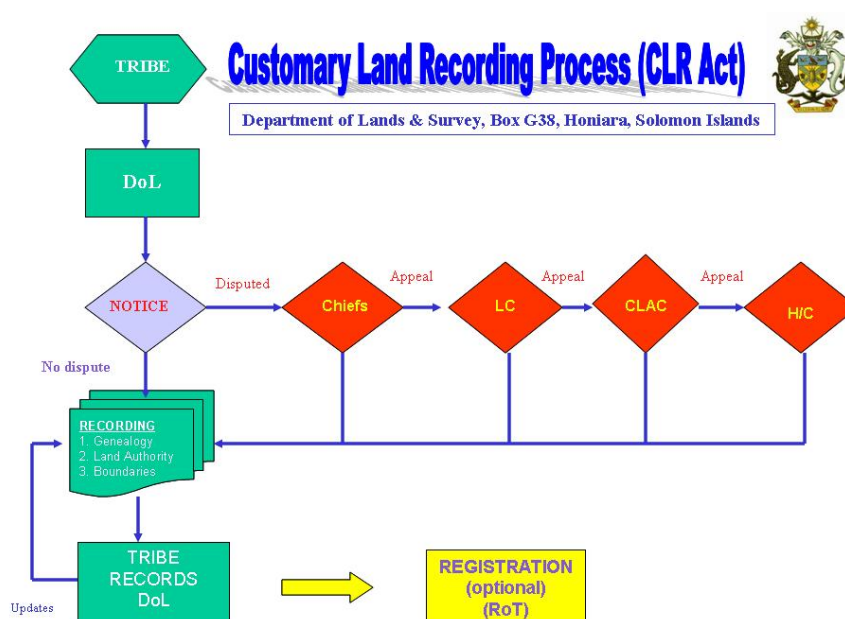 TRIBE
Customary Land Recording Process (CLR Act)
Department of Lands & Survey, Box G38, Honiara, Solomon Islands
DoL
NOTICE
Disputed
Chiefs
Appeal
LC
Appeal
CLAC
Appeal
H/C
No dispute
RECORDING
1. Genealogy
2. Land Authority
3. Boundaries
TRIBE
RECORDS
DoL
Updates
REGISTRATION
(optional)
(RoT)